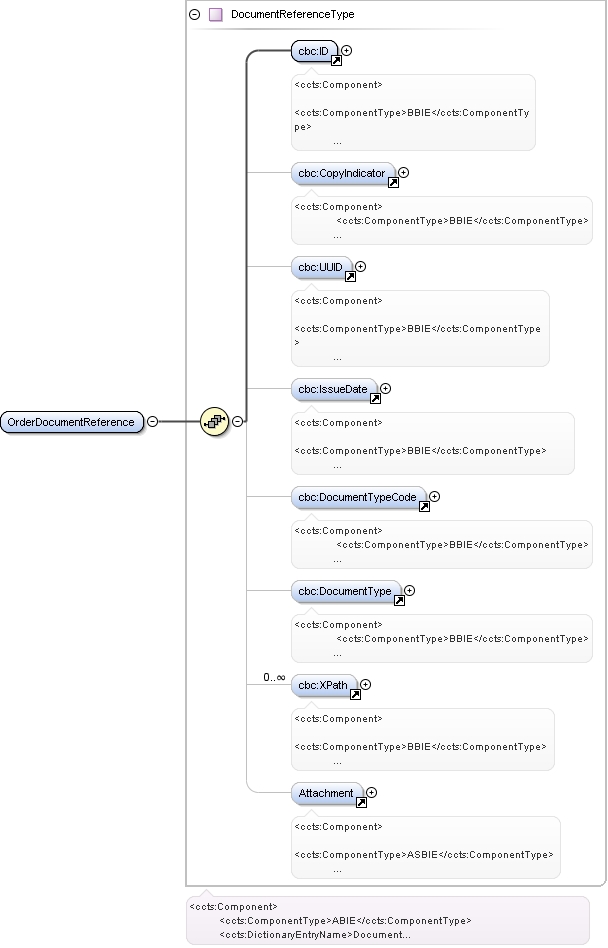 DocumentReferenceType
cbc:ID
<ccts:Component>
<ccts:ComponentType>BBIE</ccts:ComponentTy
pe>
...
cbc:CopyIndicator
<ccts:Component>
<ccts:ComponentType>BBIE</ccts:ComponentType>
...
cbc:UUID
<ccts:Component>
<ccts:ComponentType>BBIE</ccts:ComponentType
>
...
cbc:IssueDate
<ccts:Component>
<ccts:ComponentType>BBIE</ccts:ComponentType>
...
OrderDocumentReference
cbc:DocumentTypeCode
<ccts:Component>
<ccts:ComponentType>BBIE</ccts:ComponentType>
...
cbc:DocumentType
<ccts:Component>
<ccts:ComponentType>BBIE</ccts:ComponentType>
...
0..∞
cbc:XPath
<ccts:Component>
<ccts:ComponentType>BBIE</ccts:ComponentType>
...
Attachment
<ccts:Component>
<ccts:ComponentType>ASBIE</ccts:ComponentType>
...
<ccts:Component>
<ccts:ComponentType>ABIE</ccts:ComponentType>
<ccts:DictionaryEntryName>Document...